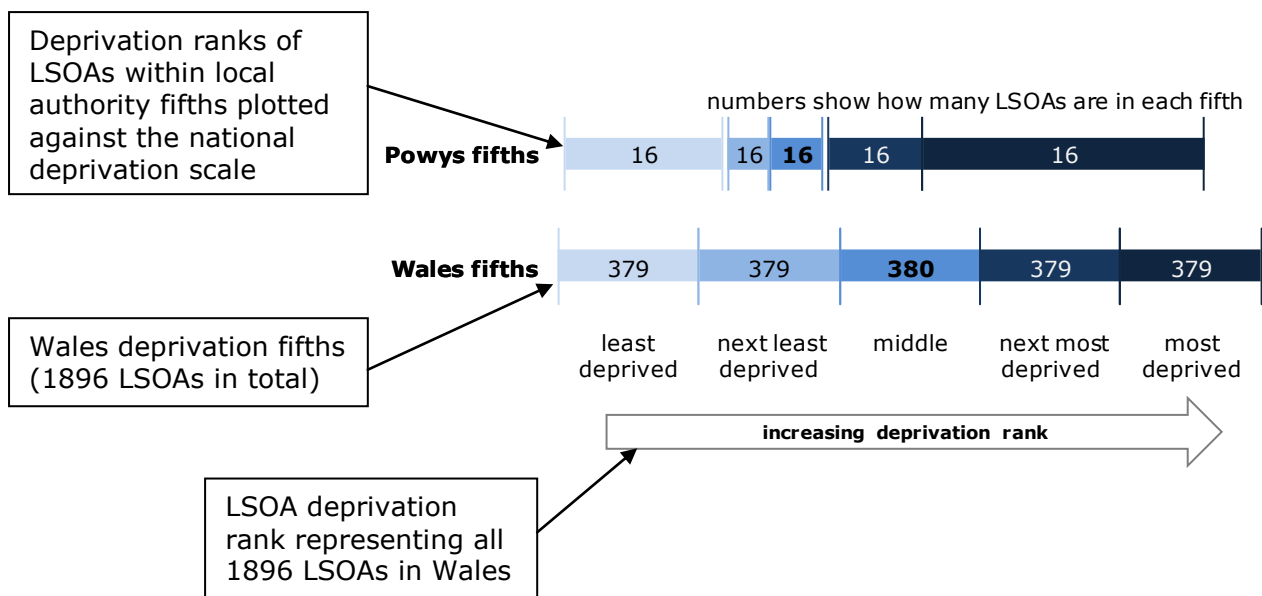 Deprivation ranks of
LSOAs within local
authority fifths plotted
against the national
deprivation scale
numbers show how many LSOAs are in each fifth
Powys fifths 16 16 16 16 16
Wales fifths 379 379 380 379 379
least deprived
next least deprived
middle
next most deprived
most deprived
Wales deprivation fifths
(1896 LSOAs in total)
increasing deprivation rank
LSOA deprivation
rank representing all
1896 LSOAs in Wales